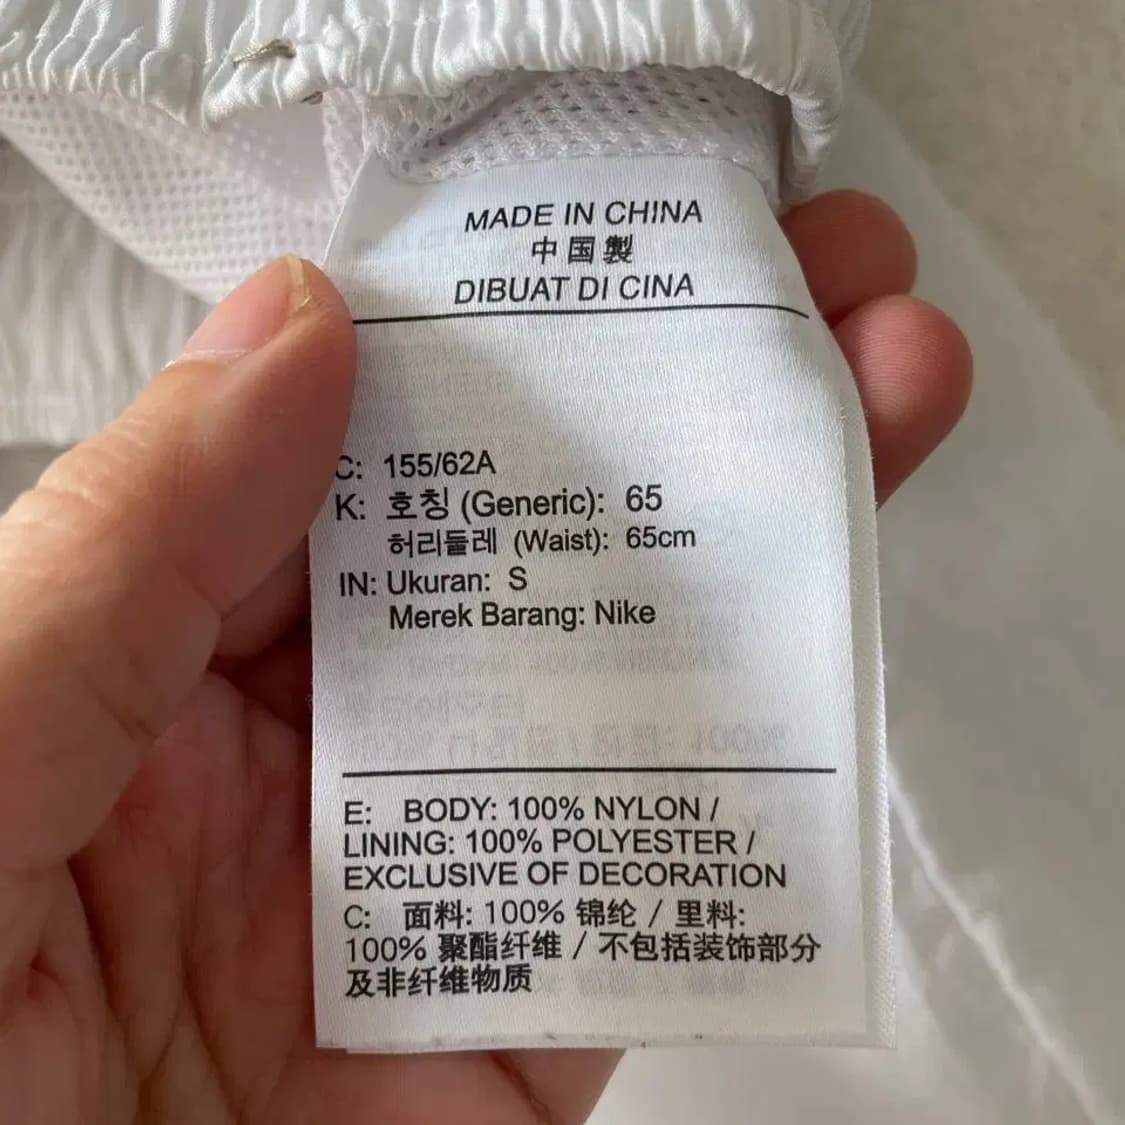 MADE IN CHINA
中国製
DIBUAT DI CINA
C: 155/62A
K: 호칭 (Generic): 65
허리둘레 (Waist): 65cm
IN: Ukuran: S
Merek Barang: Nike
E: BODY: 100% NYLON /
LINING: 100% POLYESTER /
EXCLUSIVE OF DECORATION
C: 面料: 100% 锦纶 / 里料:
100% 聚酯纤维 / 不包括装饰部分
及非纤维物质